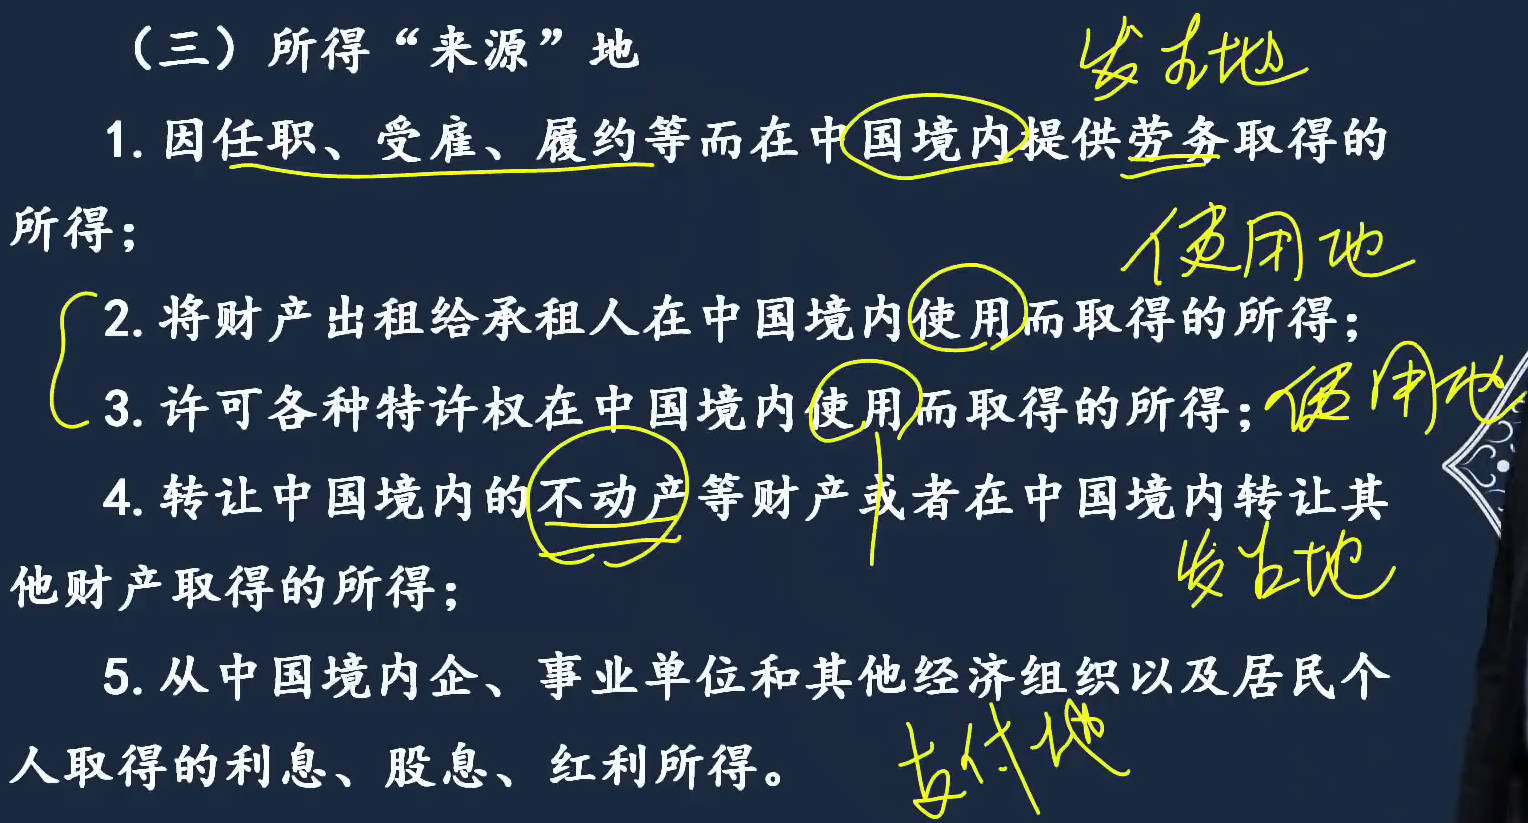 （三）所得“来源”地
发生地
1. 因任职、受雇、履约等而在中国境内提供劳务取得的
所得；
使用地
2. 将财产出租给承租人在中国境内使用而取得的所得；
3. 许可各种特许权在中国境内使用而取得的所得；使用地
4. 转让中国境内的不动产等财产或者在中国境内转让其
他财产取得的所得；
发生地
5. 从中国境内企、事业单位和其他经济组织以及居民个
人取得的利息、股息、红利所得。
支付地